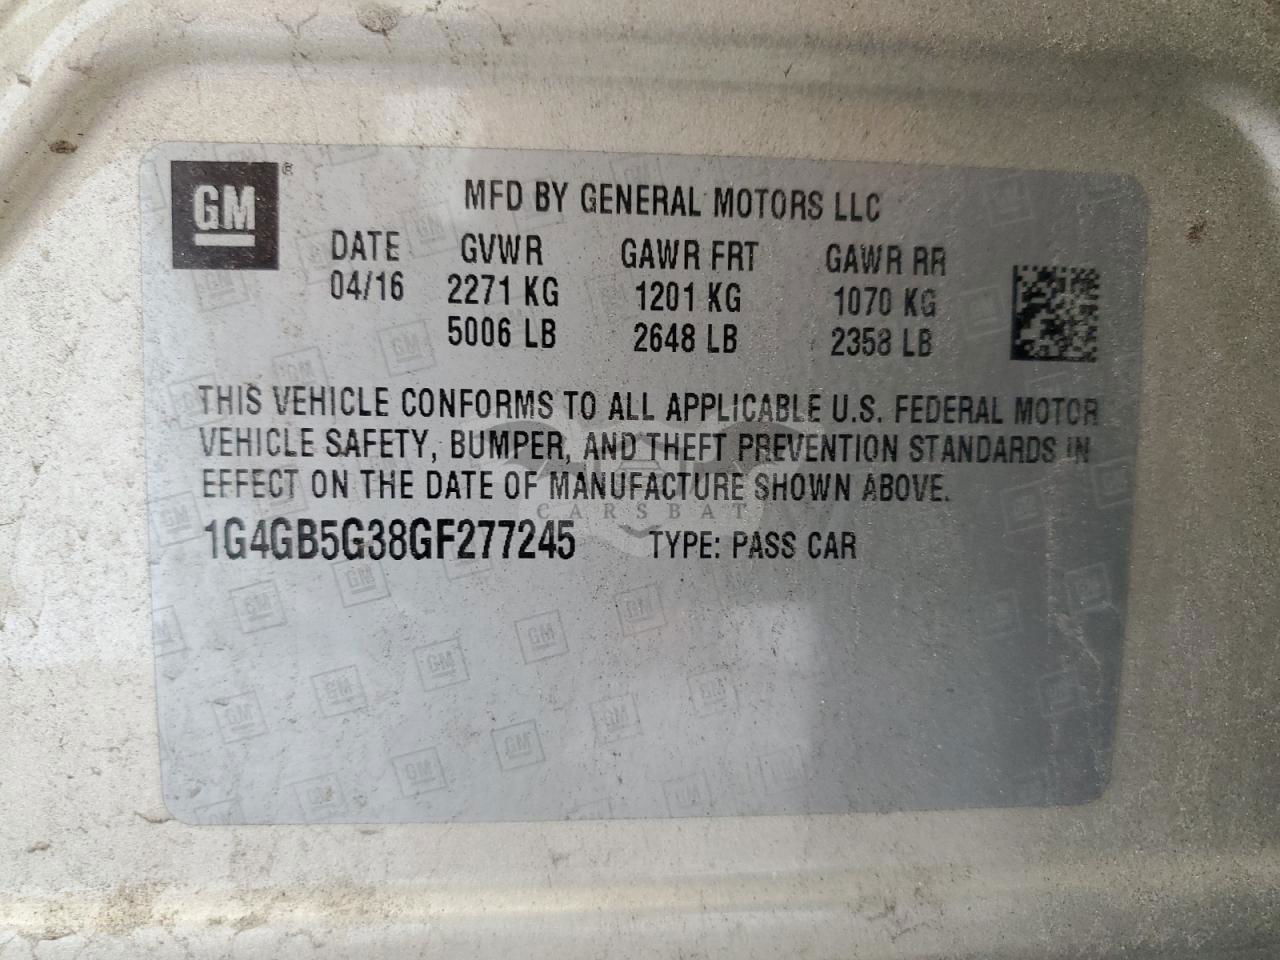 GM ®
MFD BY GENERAL MOTORS LLC
DATE GVWR GAWR FRT GAWR RR
04/16 2271 KG 1201 KG 1070 KG
5006 LB 2648 LB 2358 LB
THIS VEHICLE CONFORMS TO ALL APPLICABLE U.S. FEDERAL MOTOR
VEHICLE SAFETY, BUMPER, AND THEFT PREVENTION STANDARDS IN
EFFECT ON THE DATE OF MANUFACTURE SHOWN ABOVE.
CARSBAT
1G4GB5G38GF277245 TYPE: PASS CAR